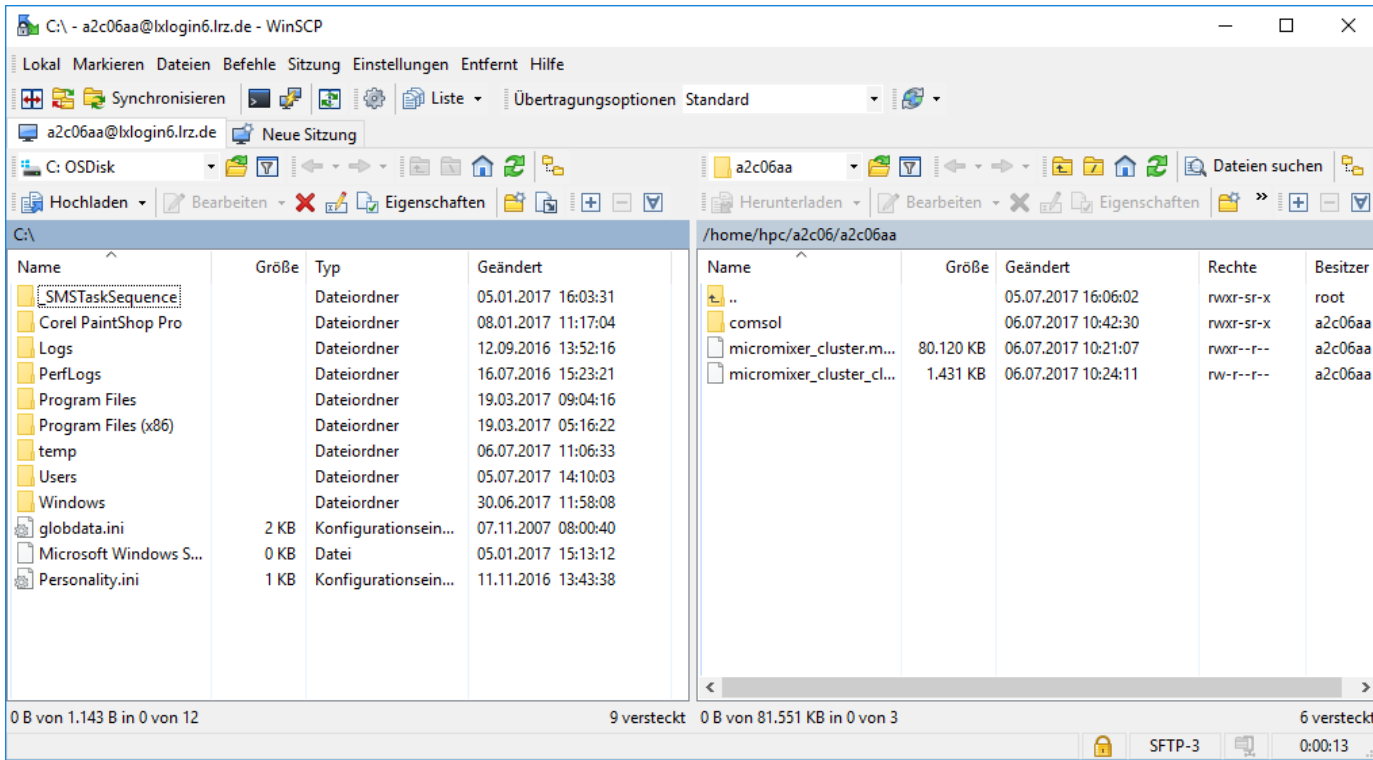 C:\ - a2c06aa@lxlogin6.lrz.de - WinSCP
Lokal Markieren Dateien Befehle Sitzung Einstellungen Entfernt Hilfe
Synchronisieren Liste Übertragungsoptionen Standard
a2c06aa@lxlogin6.lrz.de Neue Sitzung
C: OSDisk
Hochladen Bearbeiten Eigenschaften
C:\
Name Größe Typ Geändert
_SMSTaskSequence Dateiordner 05.01.2017 16:03:31
Corel PaintShop Pro Dateiordner 08.01.2017 11:17:04
Logs Dateiordner 12.09.2016 13:52:16
PerfLogs Dateiordner 16.07.2016 15:23:21
Program Files Dateiordner 19.03.2017 09:04:16
Program Files (x86) Dateiordner 19.03.2017 05:16:22
temp Dateiordner 06.07.2017 11:06:33
Users Dateiordner 05.07.2017 14:10:03
Windows Dateiordner 30.06.2017 11:58:08
globdata.ini 2 KB Konfigurationsein... 07.11.2007 08:00:40
Microsoft Windows S... 0 KB Datei 05.01.2017 15:13:12
Personality.ini 1 KB Konfigurationsein... 11.11.2016 13:43:38
0 B von 1.143 B in 0 von 12 9 versteckt
a2c06aa Dateien suchen
Herunterladen Bearbeiten Eigenschaften »
/home/hpc/a2c06/a2c06aa
Name Größe Geändert Rechte Besitzer
.. 05.07.2017 16:06:02 rwxr-sr-x root
comsol 06.07.2017 10:42:30 rwxr-sr-x a2c06aa
micromixer_cluster.m... 80.120 KB 06.07.2017 10:21:07 rwxr--r-- a2c06aa
micromixer_cluster_cl... 1.431 KB 06.07.2017 10:24:11 rw-r--r-- a2c06aa
0 B von 81.551 KB in 0 von 3 6 versteckt
SFTP-3 0:00:13